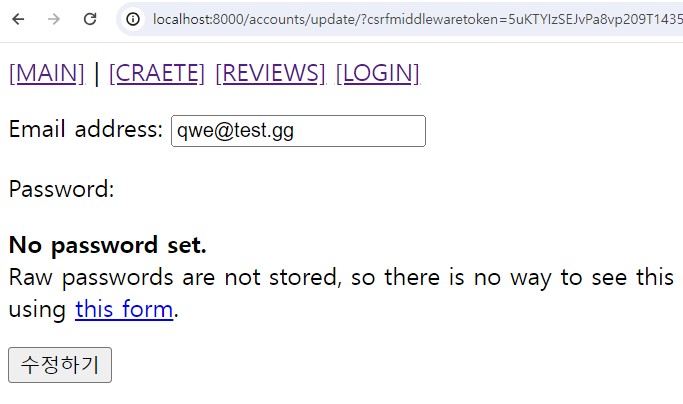 localhost:8000/accounts/update/?csrfmiddlewaretoken=5uKTYIzSEJvPa8vp209T1435
[MAIN] | [CRAETE] [REVIEWS] [LOGIN]
Email address: qwe@test.gg
Password:
No password set.
Raw passwords are not stored, so there is no way to see this
using this form.
수정하기